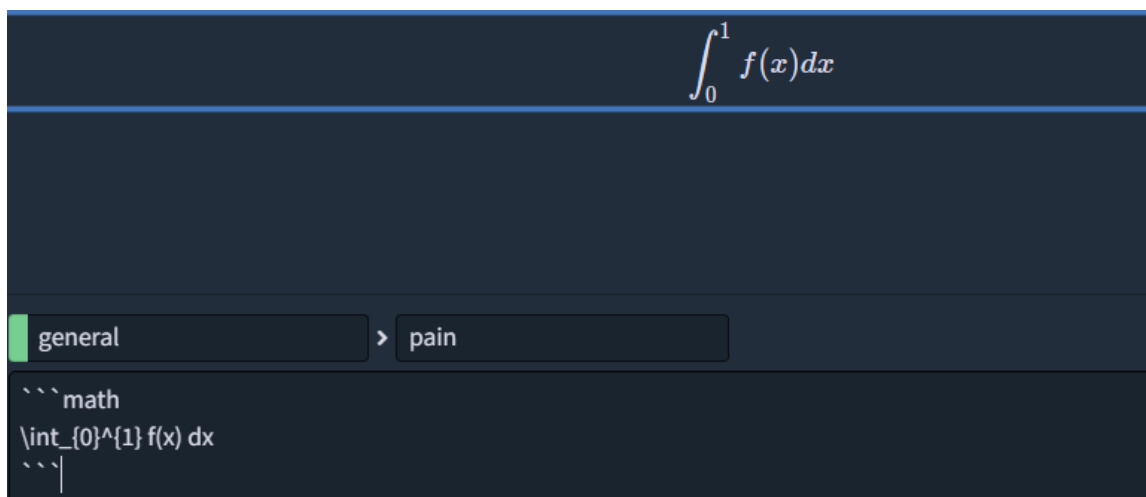 ∫₀¹ f(x)dx
general > pain
```math
\int_{0}^{1} f(x) dx
```